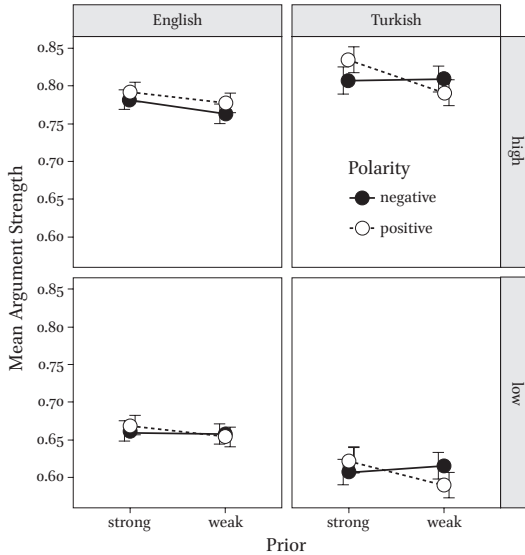 English Turkish
0.85
0.80
0.75
0.70
0.65
0.60
high
Polarity
negative
positive
Mean Argument Strength
0.85
0.80
0.75
0.70
0.65
0.60
low
strong weak strong weak
Prior